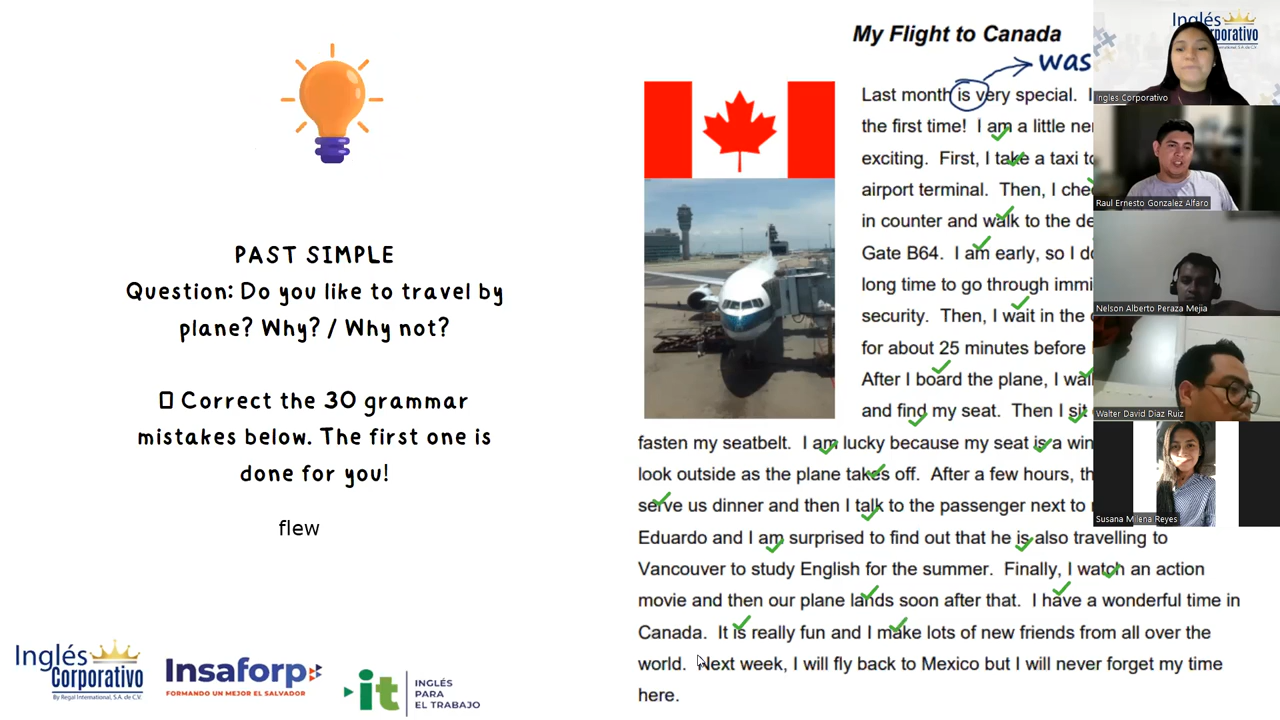 PAST SIMPLE
Question: Do you like to travel by
plane? Why? / Why not?
Correct the 30 grammar
mistakes below. The first one is
done for you!
flew
Inglés
Corporativo
By Regal International, S.A. de C.V.
Insaforp
FORMANDO UN MEJOR EL SALVADOR
it
INGLÉS
PARA
EL TRABAJO
My Flight to Canada
was
Last month is very special. I
the first time! I am a little ner
exciting. First, I take a taxi to
airport terminal. Then, I che
in counter and walk to the de
Gate B64. I am early, so I do
long time to go through immi
security. Then, I wait in the
for about 25 minutes before
After I board the plane, I wal
and find my seat. Then I sit
fasten my seatbelt. I am lucky because my seat is a win
look outside as the plane takes off. After a few hours, th
serve us dinner and then I talk to the passenger next to
Eduardo and I am surprised to find out that he is also travelling to
Vancouver to study English for the summer. Finally, I watch an action
movie and then our plane lands soon after that. I have a wonderful time in
Canada. It is really fun and I make lots of new friends from all over the
world. Next week, I will fly back to Mexico but I will never forget my time
here.
Inglés
Corporativo
Ingles Corporativo
Raul Ernesto Gonzalez Alfaro
Nelson Alberto Peraza Mejia
Walter David Diaz Ruiz
Susana Milena Reyes